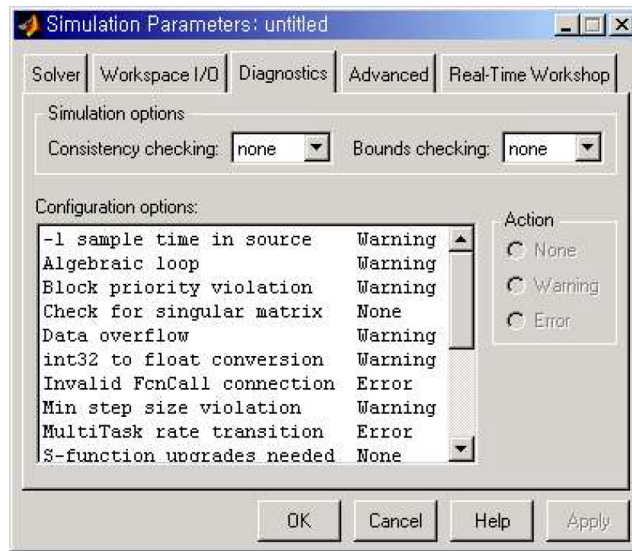 Simulation Parameters: untitled
Solver Workspace I/O Diagnostics Advanced Real-Time Workshop
Simulation options
Consistency checking: none Bounds checking: none
Configuration options:
Action
-1 sample time in source Warning
Algebraic loop Warning
Block priority violation Warning
Check for singular matrix None
Data overflow Warning
int32 to float conversion Warning
Invalid FcnCall connection Error
Min step size violation Warning
MultiTask rate transition Error
S-function upgrades needed None
None
Warning
Error
OK Cancel Help Apply